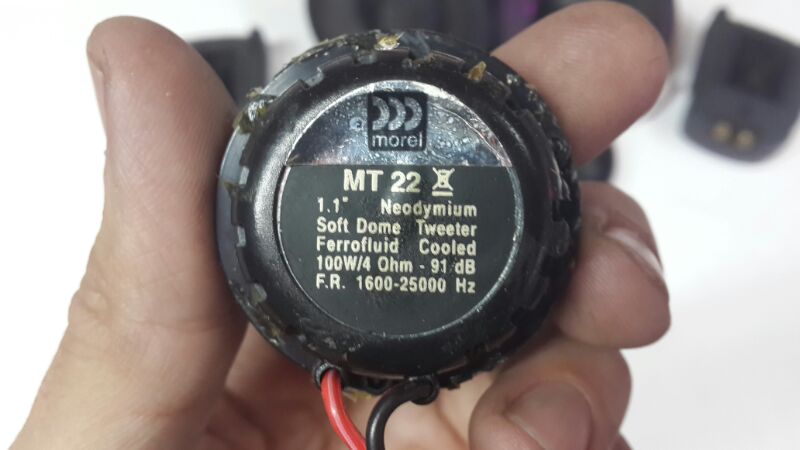 morel
MT 22
1.1" Neodymium
Soft Dome Tweeter
Ferrofluid Cooled
100W/4 Ohm - 91 dB
F.R. 1600-25000 Hz